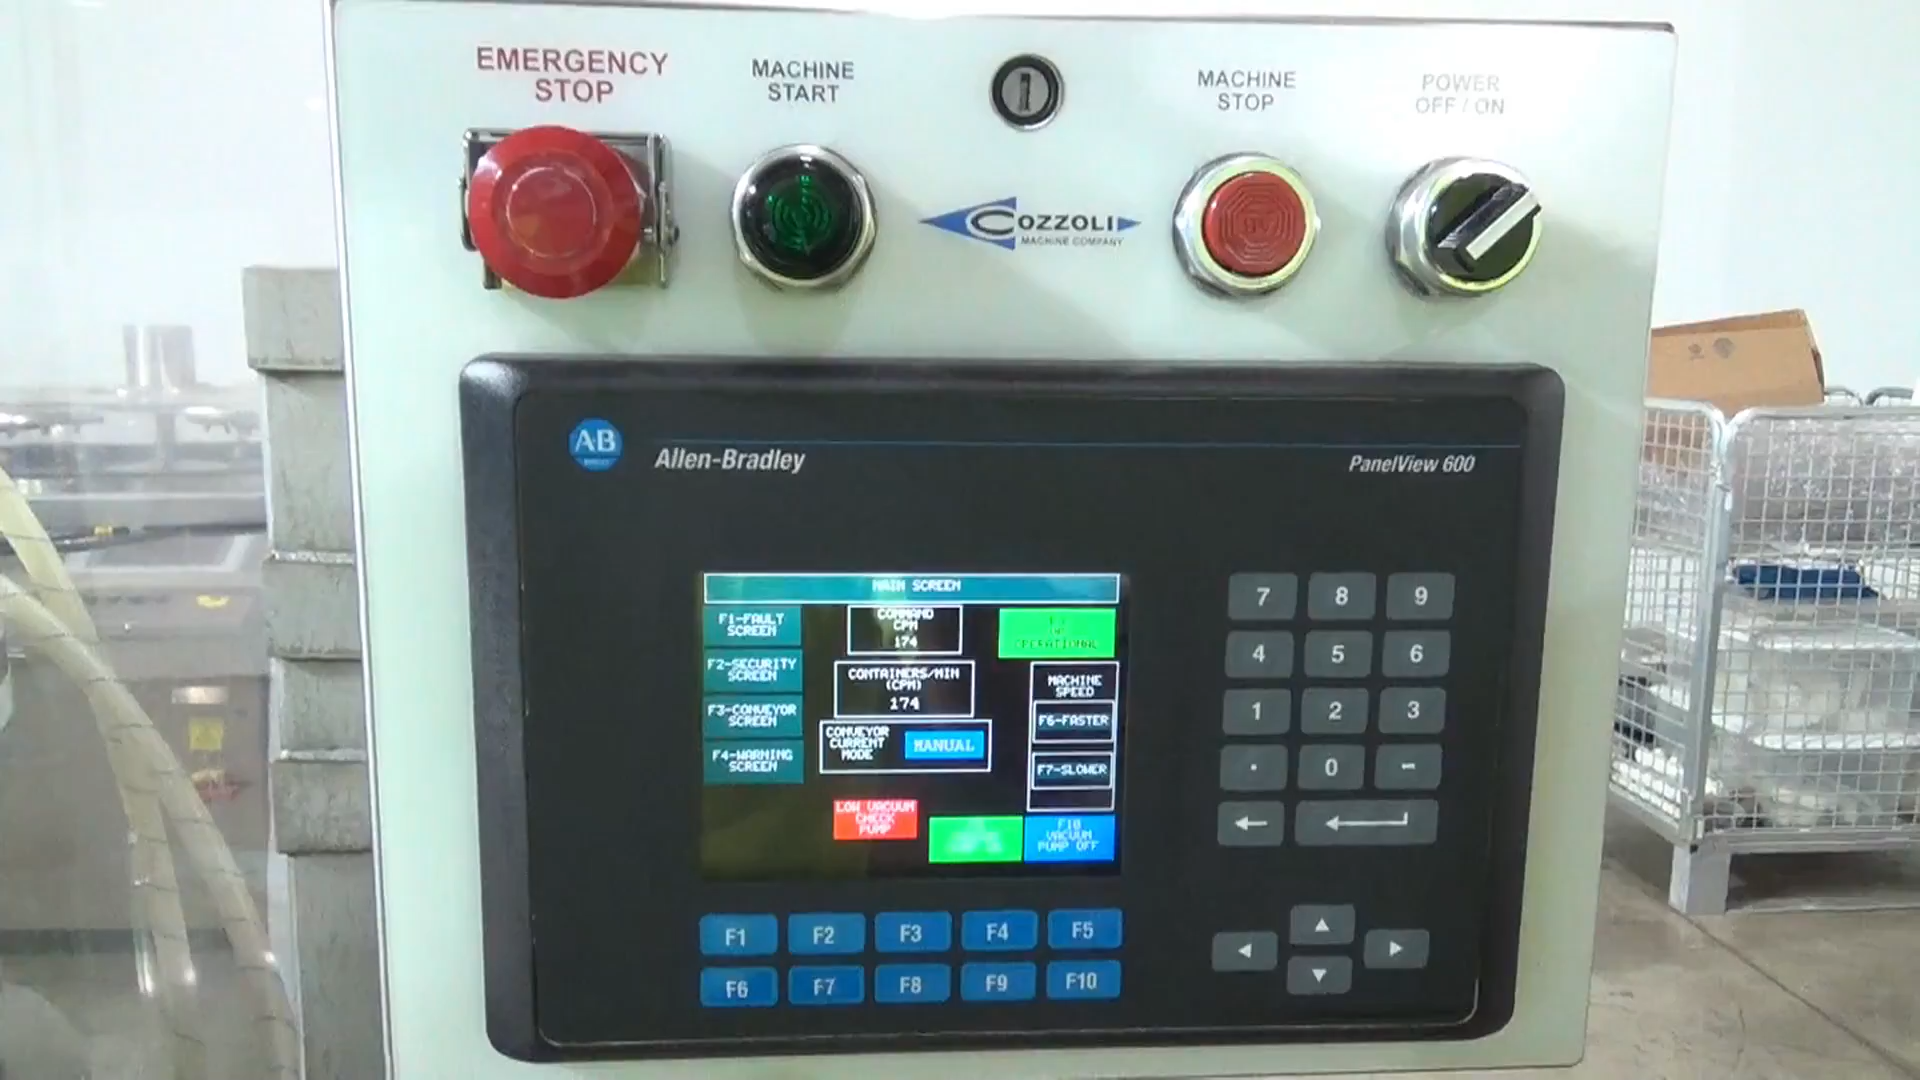 EMERGENCY
STOP
MACHINE
START
MACHINE
STOP
POWER
OFF / ON
COZZOLI
MACHINE COMPANY
A·B
Allen-Bradley
PanelView 600
MAIN SCREEN
F1-FAULT
SCREEN
F2-SECURITY
SCREEN
F3-CONVEYOR
SCREEN
F4-WARNING
SCREEN
COMMAND
CPM
174
CONTAINERS/MIN
(CPM)
174
CONVEYOR
CURRENT
MODE
MANUAL
OPERATIONAL
MACHINE
SPEED
F6-FASTER
F7-SLOWER
LOW VACUUM
CHECK
PUMP
F10
VACUUM
PUMP OFF
7 8 9
4 5 6
1 2 3
. 0 -
F1 F2 F3 F4 F5
F6 F7 F8 F9 F10